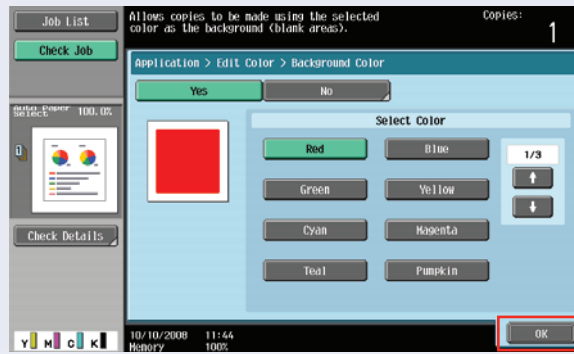 Job List
Allows copies to be made using the selected
color as the background (blank areas).
Copies:
1
Check Job
Application > Edit Color > Background Color
Yes
No
Auto Paper
Select
100.0%
Select Color
Red
Blue
1/3
Green
Yellow
Cyan
Magenta
Check Details
Teal
Pumpkin
OK
Y M C K
10/10/2008 11:44
Memory 100%